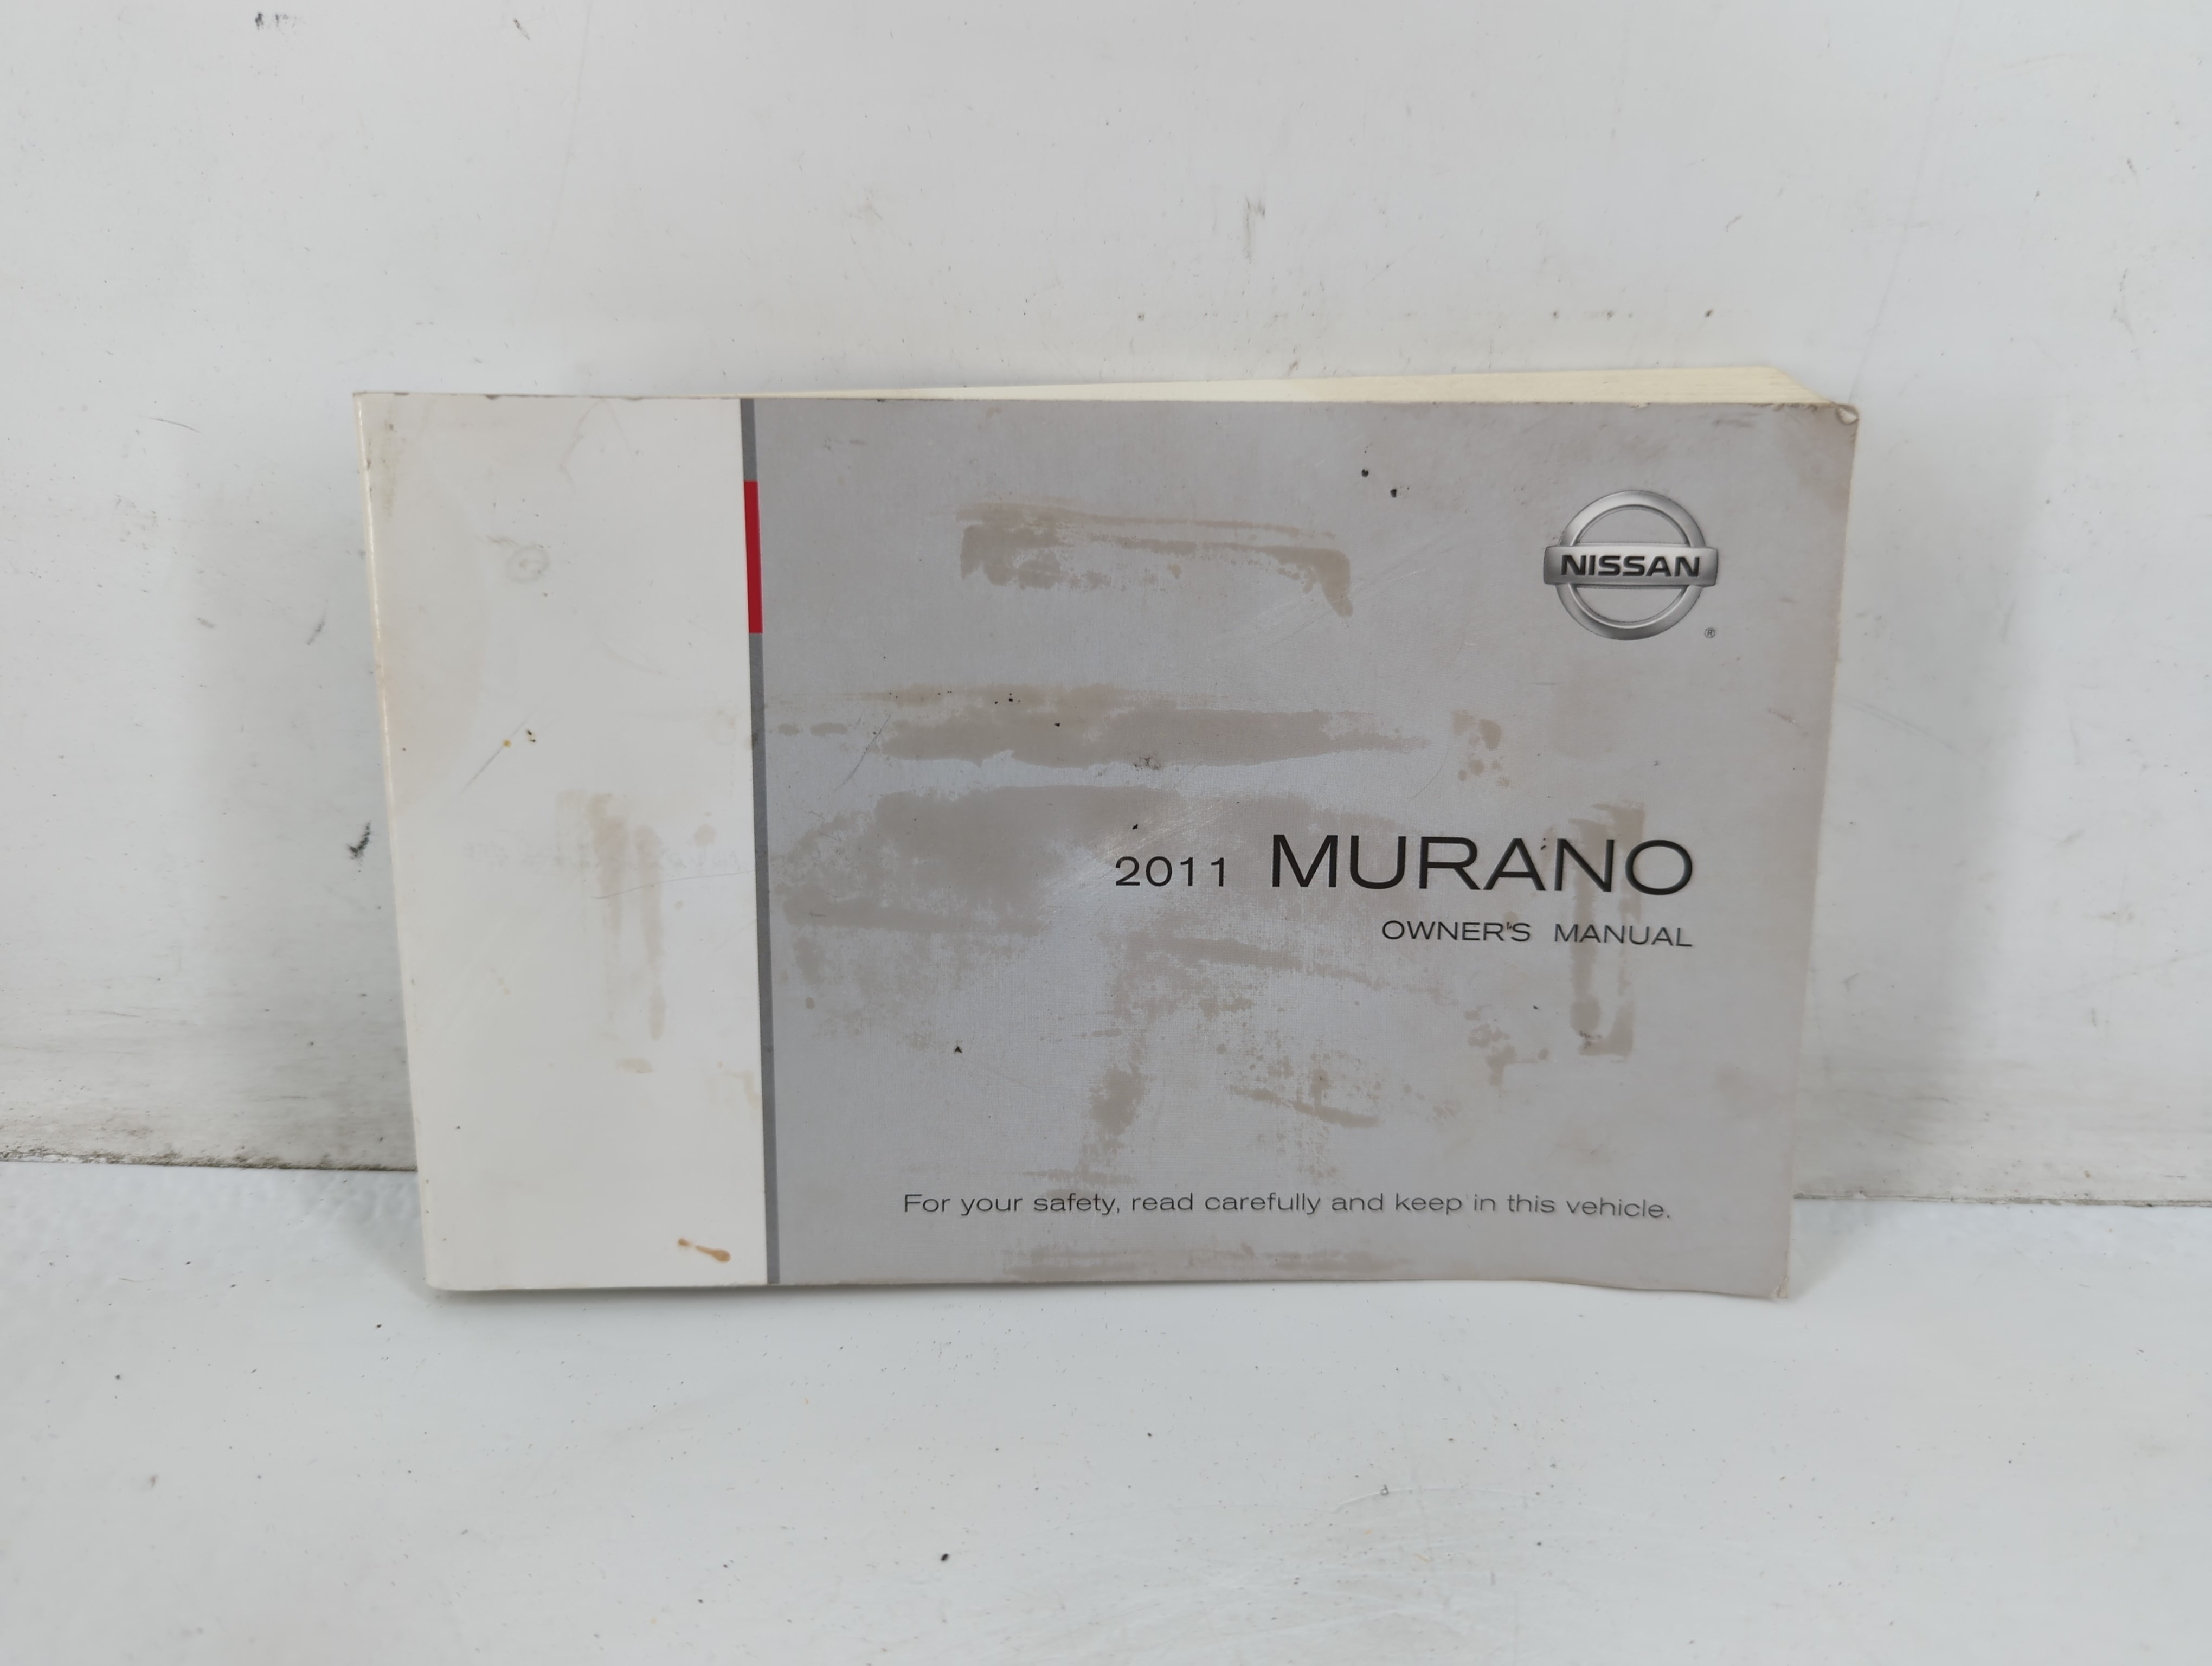 NISSAN
®
2011 MURANO
OWNER'S MANUAL
For your safety, read carefully and keep in this vehicle.